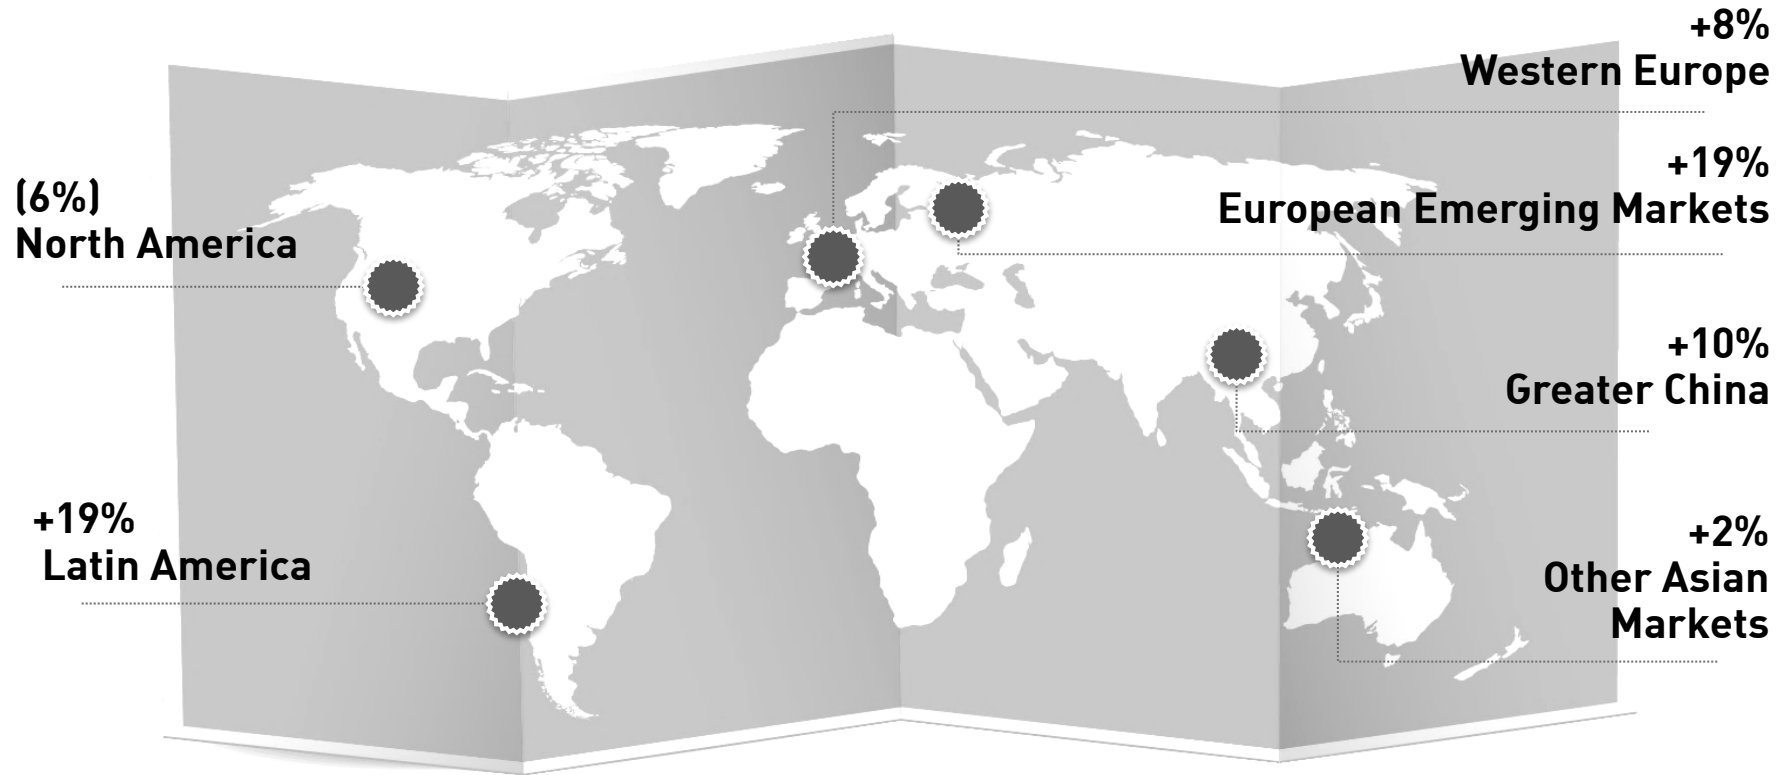 +8%
Western Europe
+19%
European Emerging Markets
(6%)
North America
+10%
Greater China
+19%
Latin America
+2%
Other Asian
Markets